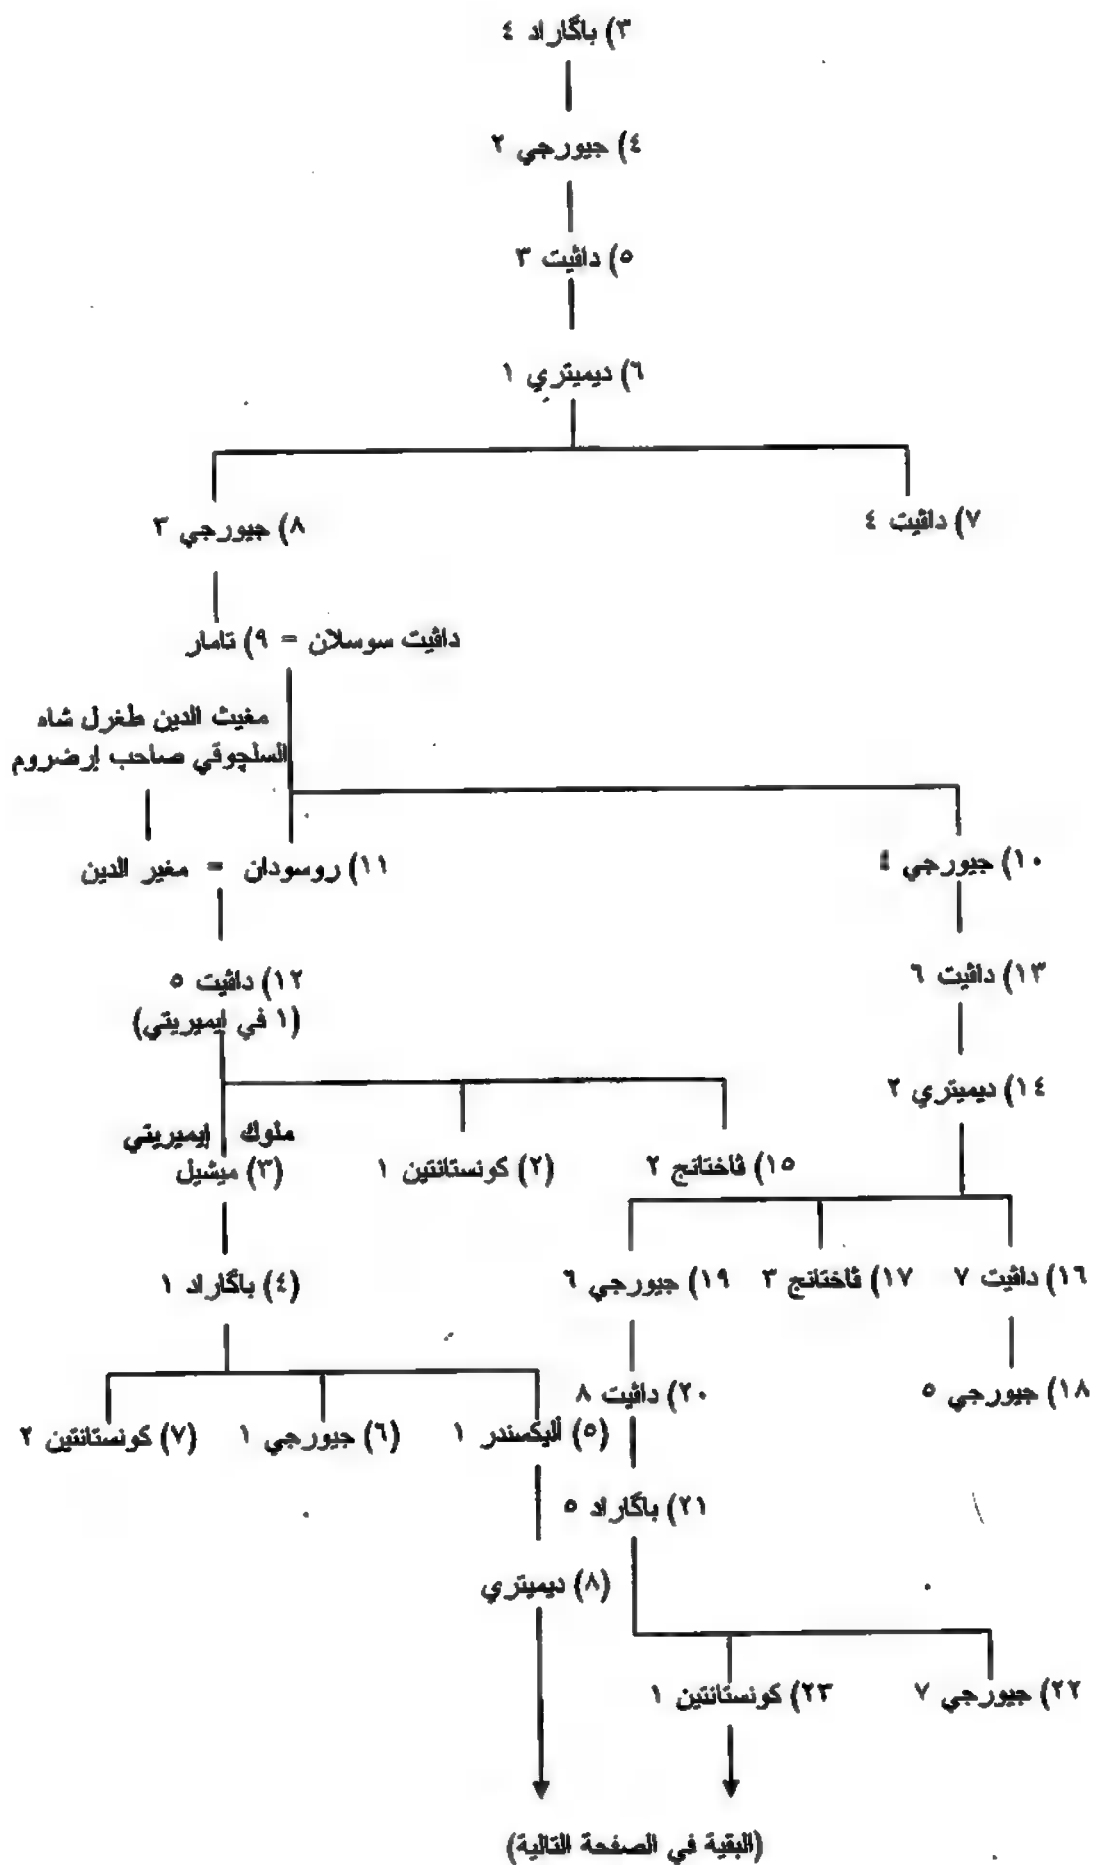 ٣) باگاراد ٤
٤) جيورجي ٢
٥) داڤيت ٣
٦) ديميتري ١
٨) جيورجي ٣
٧) داڤيت ٤
داڤيت سوسلان = ٩) تامار
مغيث الدين طغرل شاه
السلچوقي صاحب إرضروم
١١) روسودان = مغير الدين
١٠) جيورجي ٤
١٢) داڤيت ٥
(١ في إيميريتي)
١٣) داڤيت ٦
١٤) ديميتري ٢
ملوك إيميريتي
(٣) ميشيل
(٢) كونستانتين ١
١٥) ڤاختانج ٢
(٤) باگاراد ١
١٩) جيورجي ٦
١٧) ڤاختانج ٣
١٦) داڤيت ٧
(٧) كونستانتين ٢
(٦) جيورجي ١
(٥) أليكسندر ١
٢٠) داڤيت ٨
١٨) جيورجي ٥
٢١) باگاراد ٥
(٨) ديميتري
٢٣) كونستانتين ١
٢٢) جيورجي ٧
(البقية في الصفحة التالية)